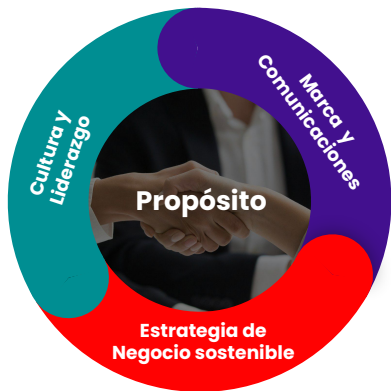 Cultura y
Liderazgo
Marca y
Comunicaciones
Propósito
Estrategia de
Negocio sostenible